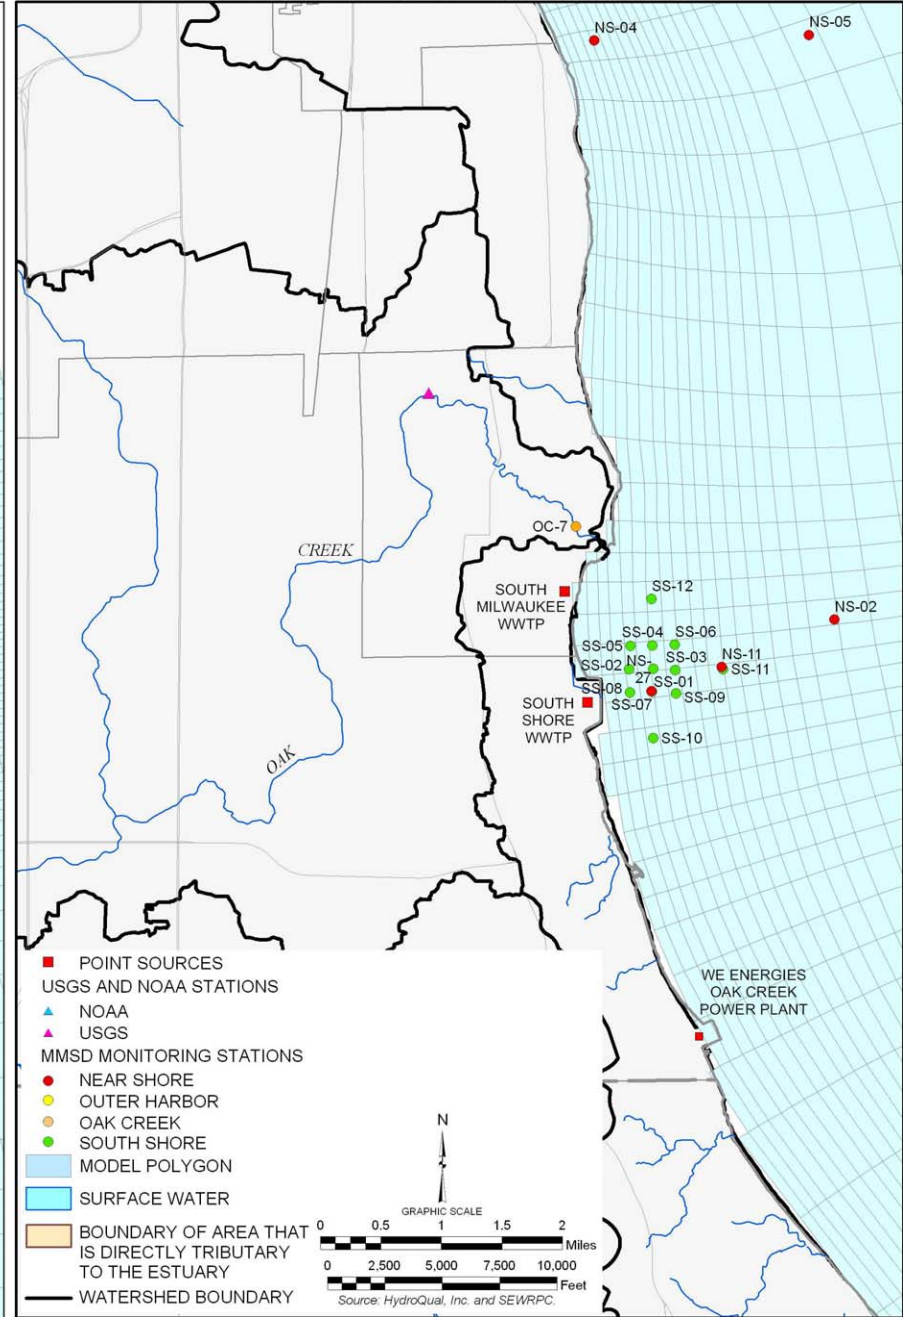 NS-04
NS-05
OC-7
CREEK
SOUTH
MILWAUKEE
WWTP
SS-12
NS-02
SS-04
SS-06
SS-05
NS-11
SS-02
NS-
27
SS-03
SS-11
SS-08
SS-01
SS-07
SS-09
SOUTH
SHORE
WWTP
SS-10
OAK
WE ENERGIES
OAK CREEK
POWER PLANT
POINT SOURCES
USGS AND NOAA STATIONS
NOAA
USGS
MMSD MONITORING STATIONS
NEAR SHORE
OUTER HARBOR
OAK CREEK
SOUTH SHORE
MODEL POLYGON
SURFACE WATER
BOUNDARY OF AREA THAT
IS DIRECTLY TRIBUTARY
TO THE ESTUARY
WATERSHED BOUNDARY
N
GRAPHIC SCALE
0 0.5 1 1.5 2
Miles
0 2,500 5,000 7,500 10,000
Feet
Source: HydroQual, Inc. and SEWRPC.